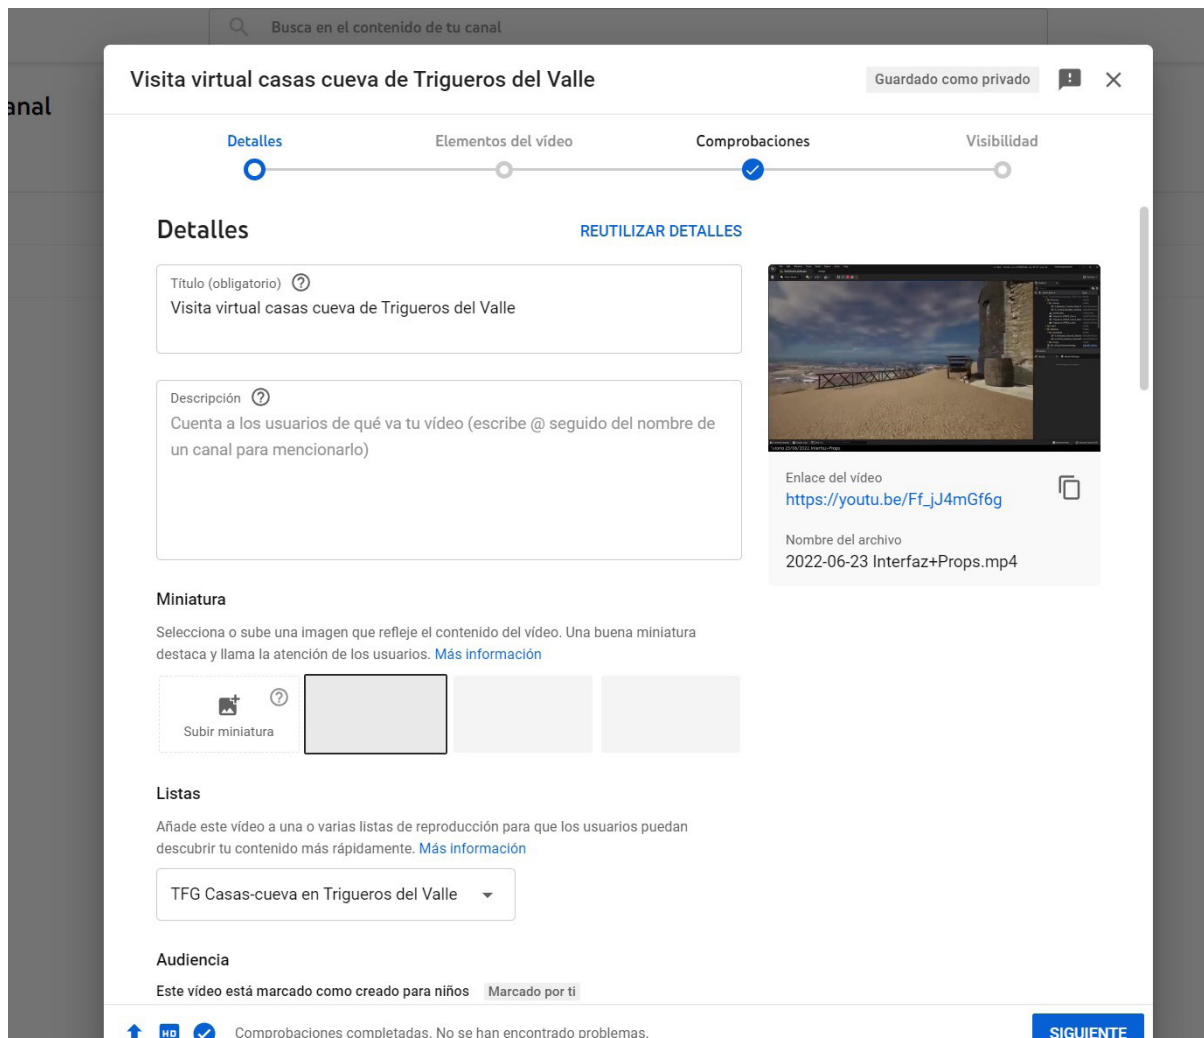 Busca en el contenido de tu canal
anal
Visita virtual casas cueva de Trigueros del Valle
Guardado como privado
Detalles
Elementos del vídeo
Comprobaciones
Visibilidad
Detalles
REUTILIZAR DETALLES
Título (obligatorio)
Visita virtual casas cueva de Trigueros del Valle
Descripción
Cuenta a los usuarios de qué va tu vídeo (escribe @ seguido del nombre de
un canal para mencionarlo)
Enlace del vídeo
https://youtu.be/Ff_jJ4mGf6g
Nombre del archivo
2022-06-23 Interfaz+Props.mp4
Miniatura
Selecciona o sube una imagen que refleje el contenido del vídeo. Una buena miniatura
destaca y llama la atención de los usuarios. Más información
Subir miniatura
Listas
Añade este vídeo a una o varias listas de reproducción para que los usuarios puedan
descubrir tu contenido más rápidamente. Más información
TFG Casas-cueva en Trigueros del Valle
Audiencia
Este vídeo está marcado como creado para niños Marcado por ti
HD
Comprobaciones completadas. No se han encontrado problemas.
SIGUIENTE